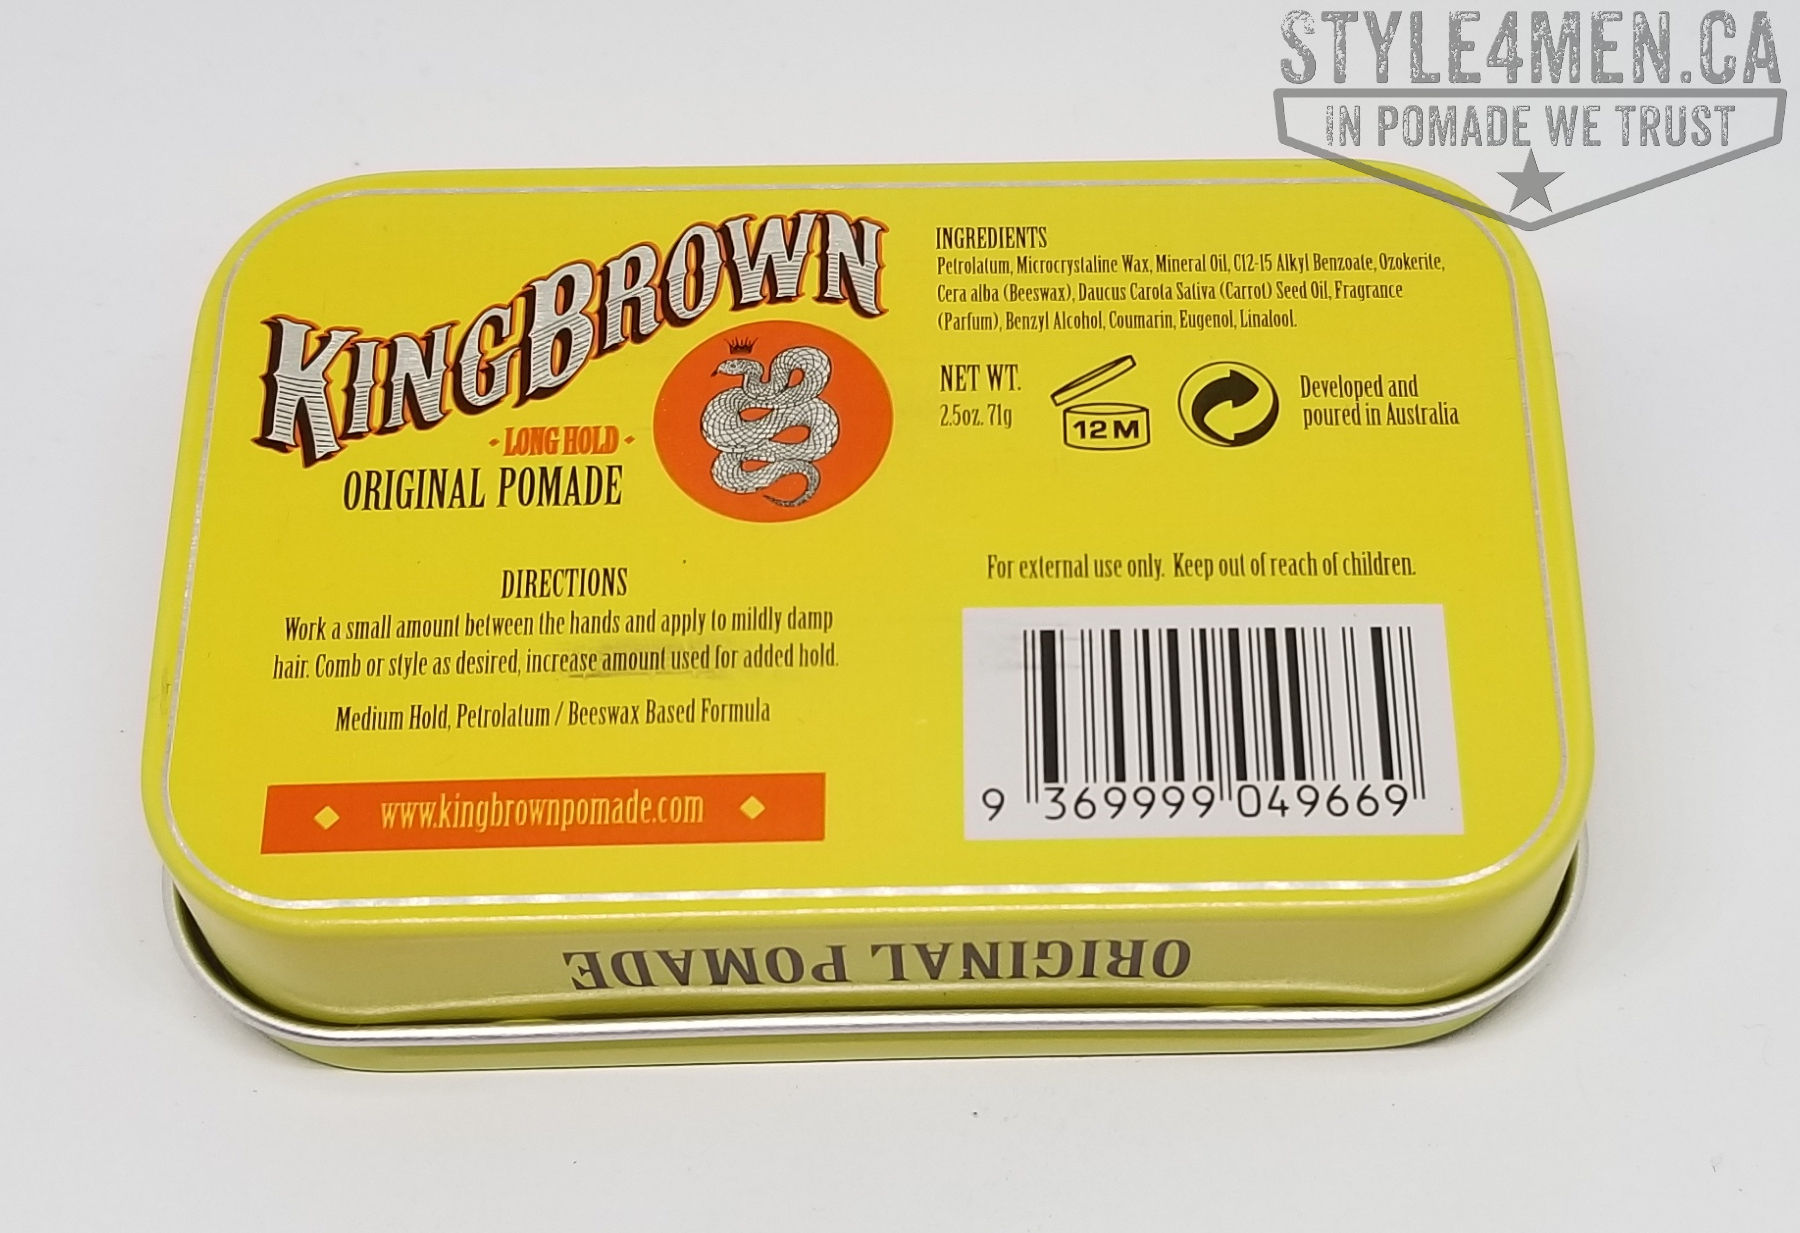 STYLE4MEN.CA
IN POMADE WE TRUST
KING BROWN
LONG HOLD
ORIGINAL POMADE
DIRECTIONS
Work a small amount between the hands and apply to mildly damp
hair. Comb or style as desired, increase amount used for added hold.
Medium Hold, Petrolatum / Beeswax Based Formula
www.kingbrownpomade.com
INGREDIENTS
Petrolatum, Microcrystaline Wax, Mineral Oil, C12-15 Alkyl Benzoate, Ozokerite,
Cera alba (Beeswax), Daucus Carota Sativa (Carrot) Seed Oil, Fragrance
(Parfum), Benzyl Alcohol, Coumarin, Eugenol, Linalool.
NET WT.
2.5oz. 71g
12 M
Developed and
poured in Australia
For external use only. Keep out of reach of children.
9 369999 049669
ORIGINAL POMADE